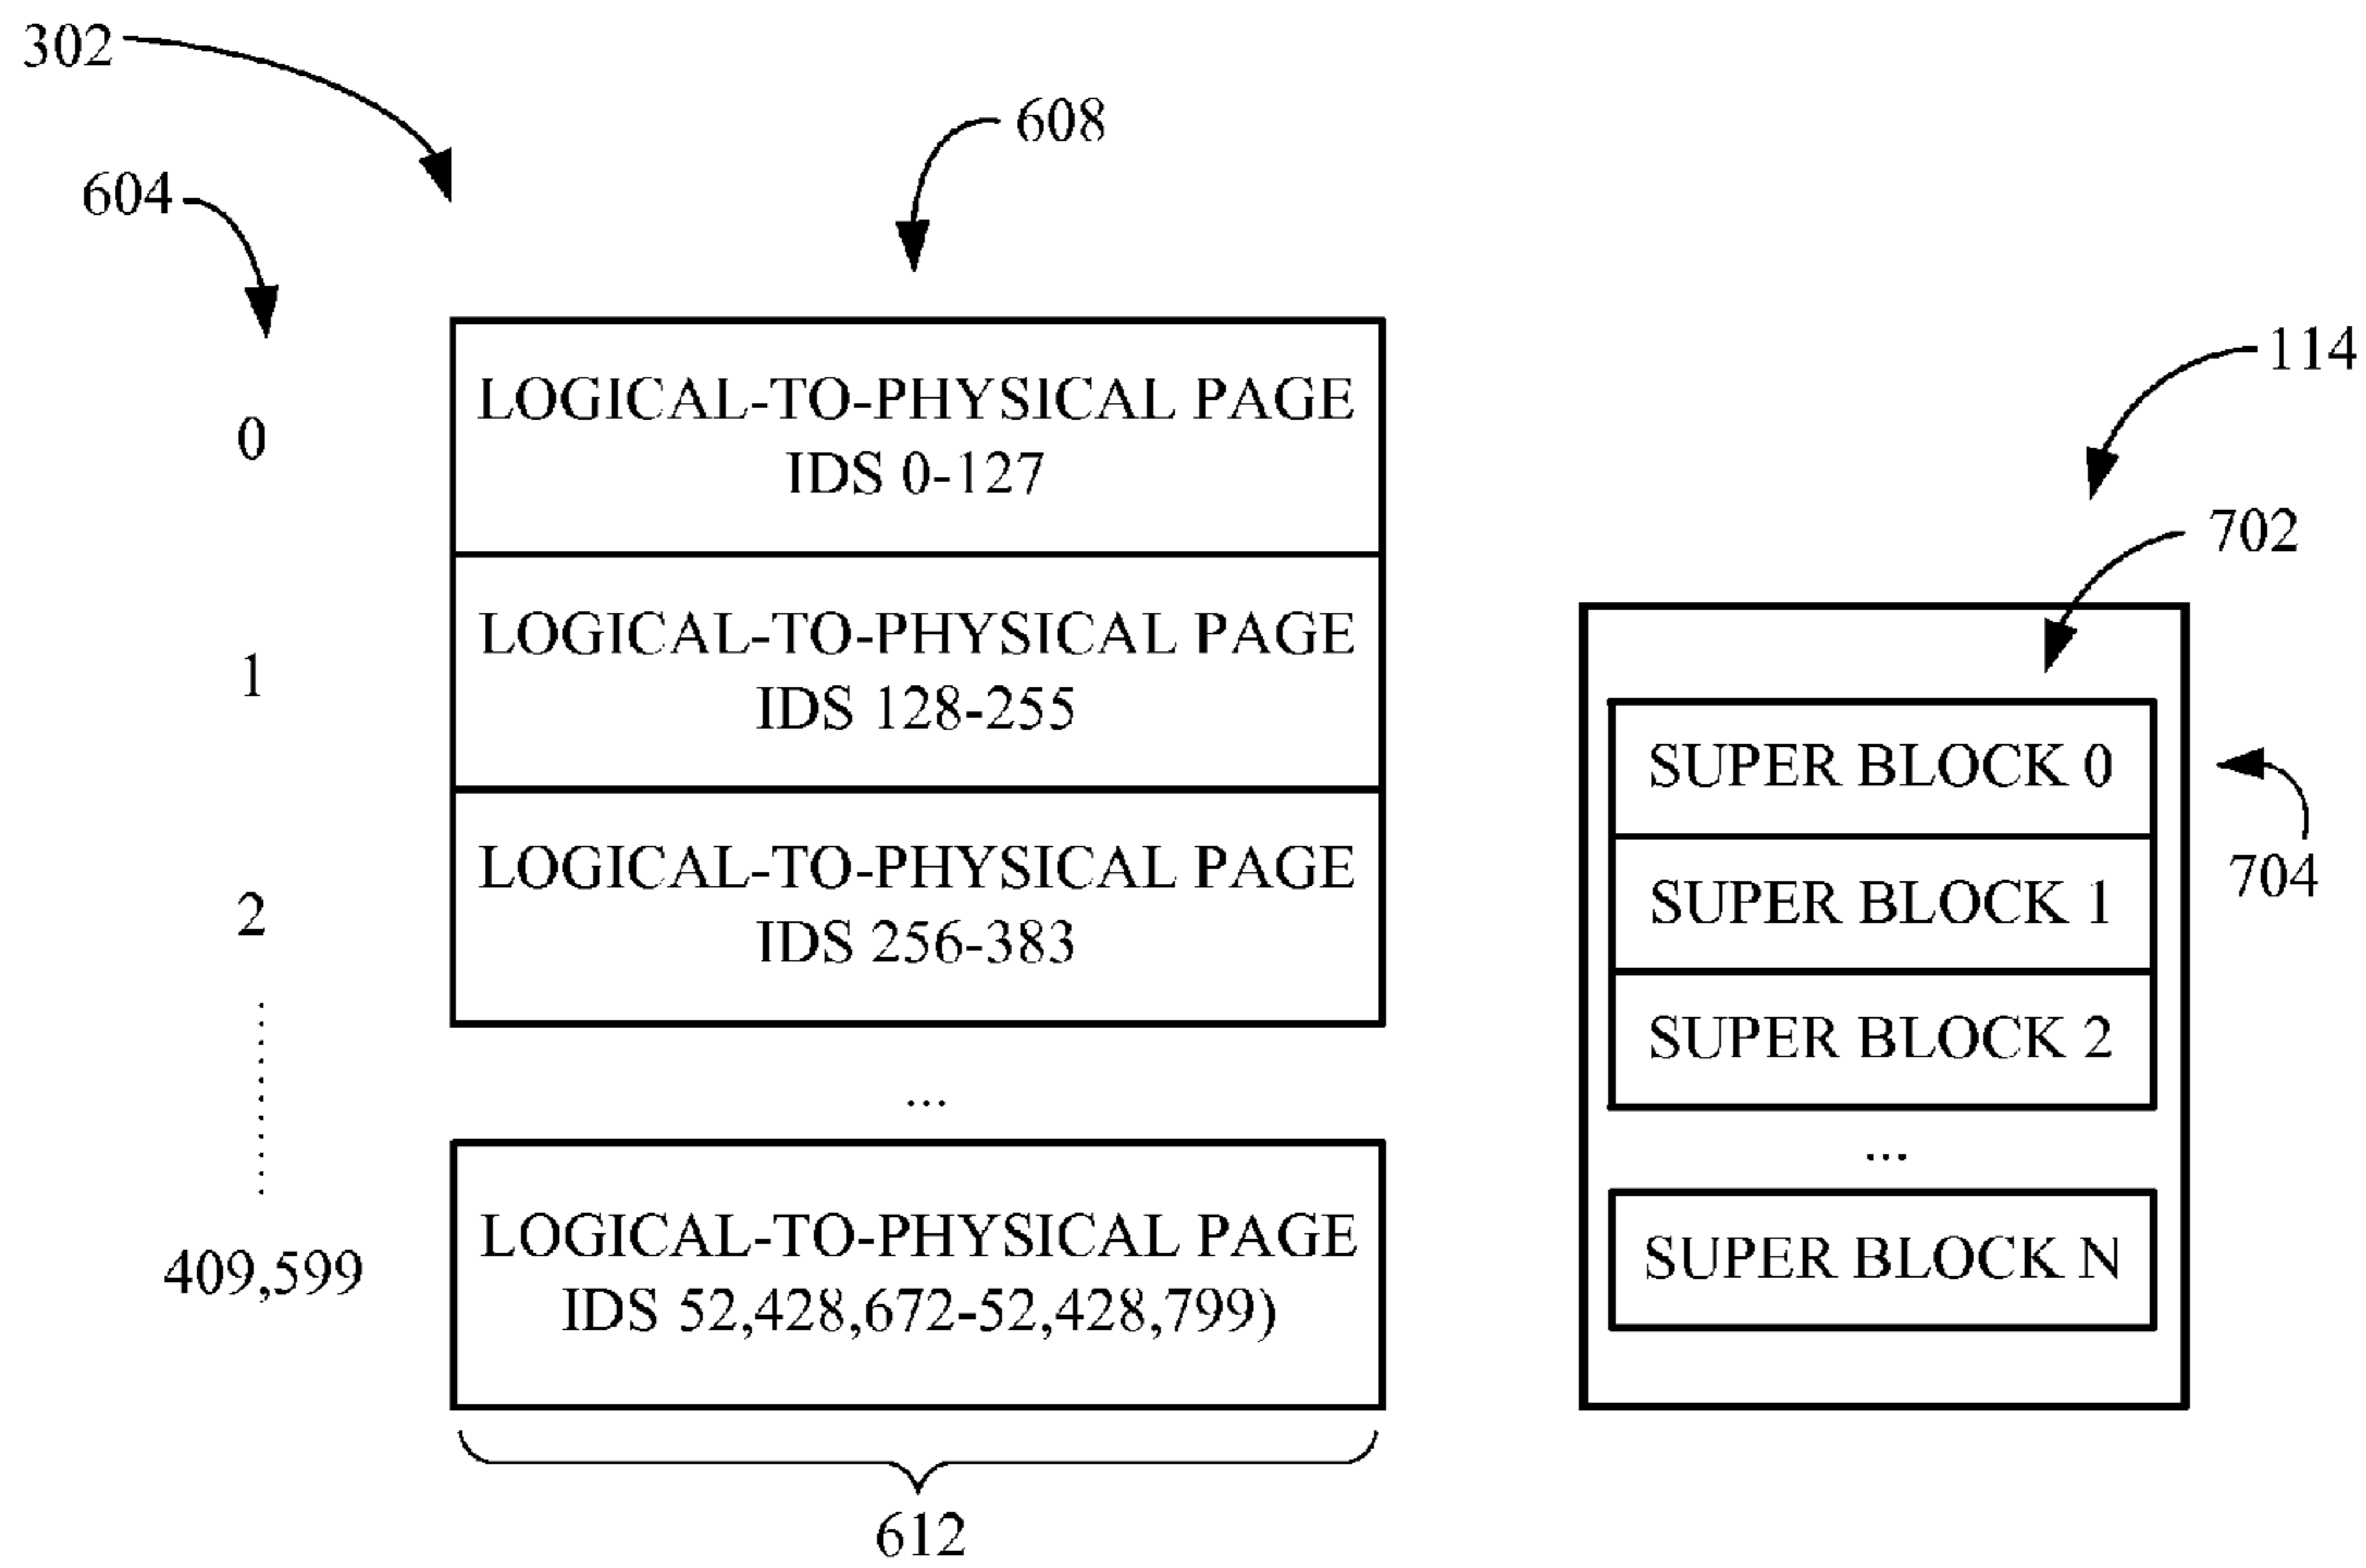 302
608
604
LOGICAL-TO-PHYSICAL PAGE
IDS 0-127
0
LOGICAL-TO-PHYSICAL PAGE
IDS 128-255
1
LOGICAL-TO-PHYSICAL PAGE
IDS 256-383
2
...
LOGICAL-TO-PHYSICAL PAGE
IDS 52,428,672-52,428,799)
409,599
612
114
702
SUPER BLOCK 0
704
SUPER BLOCK 1
SUPER BLOCK 2
...
SUPER BLOCK N